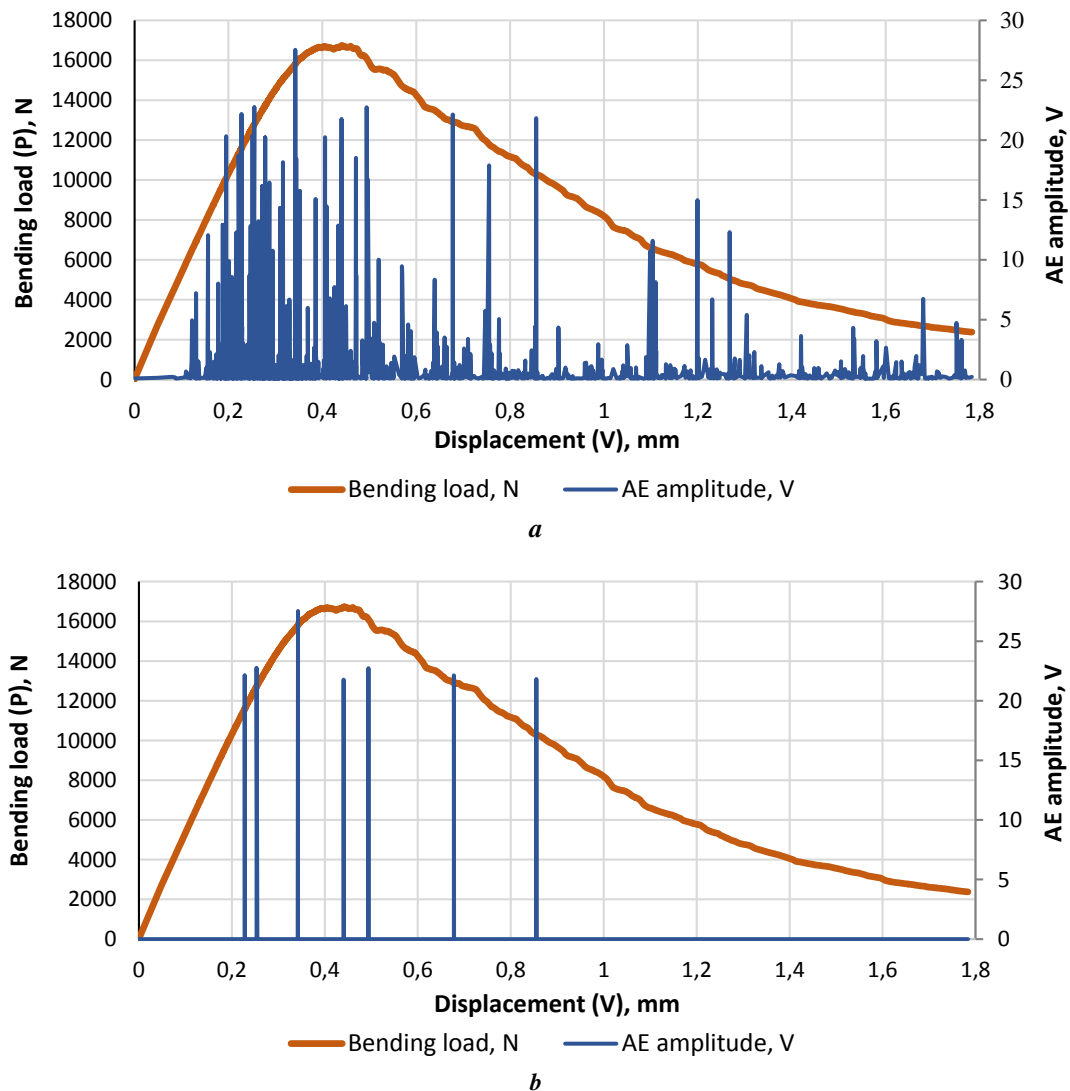 18000
16000
14000
12000
10000
8000
6000
4000
2000
0
Bending load (P), N
30
25
20
15
10
5
0
AE amplitude, V
0 0,2 0,4 0,6 0,8 1 1,2 1,4 1,6 1,8
Displacement (V), mm
Bending load, N AE amplitude, V
a
18000
16000
14000
12000
10000
8000
6000
4000
2000
0
Bending load (P), N
30
25
20
15
10
5
0
AE amplitude, V
0 0,2 0,4 0,6 0,8 1 1,2 1,4 1,6 1,8
Displacement (V), mm
Bending load, N AE amplitude, V
b